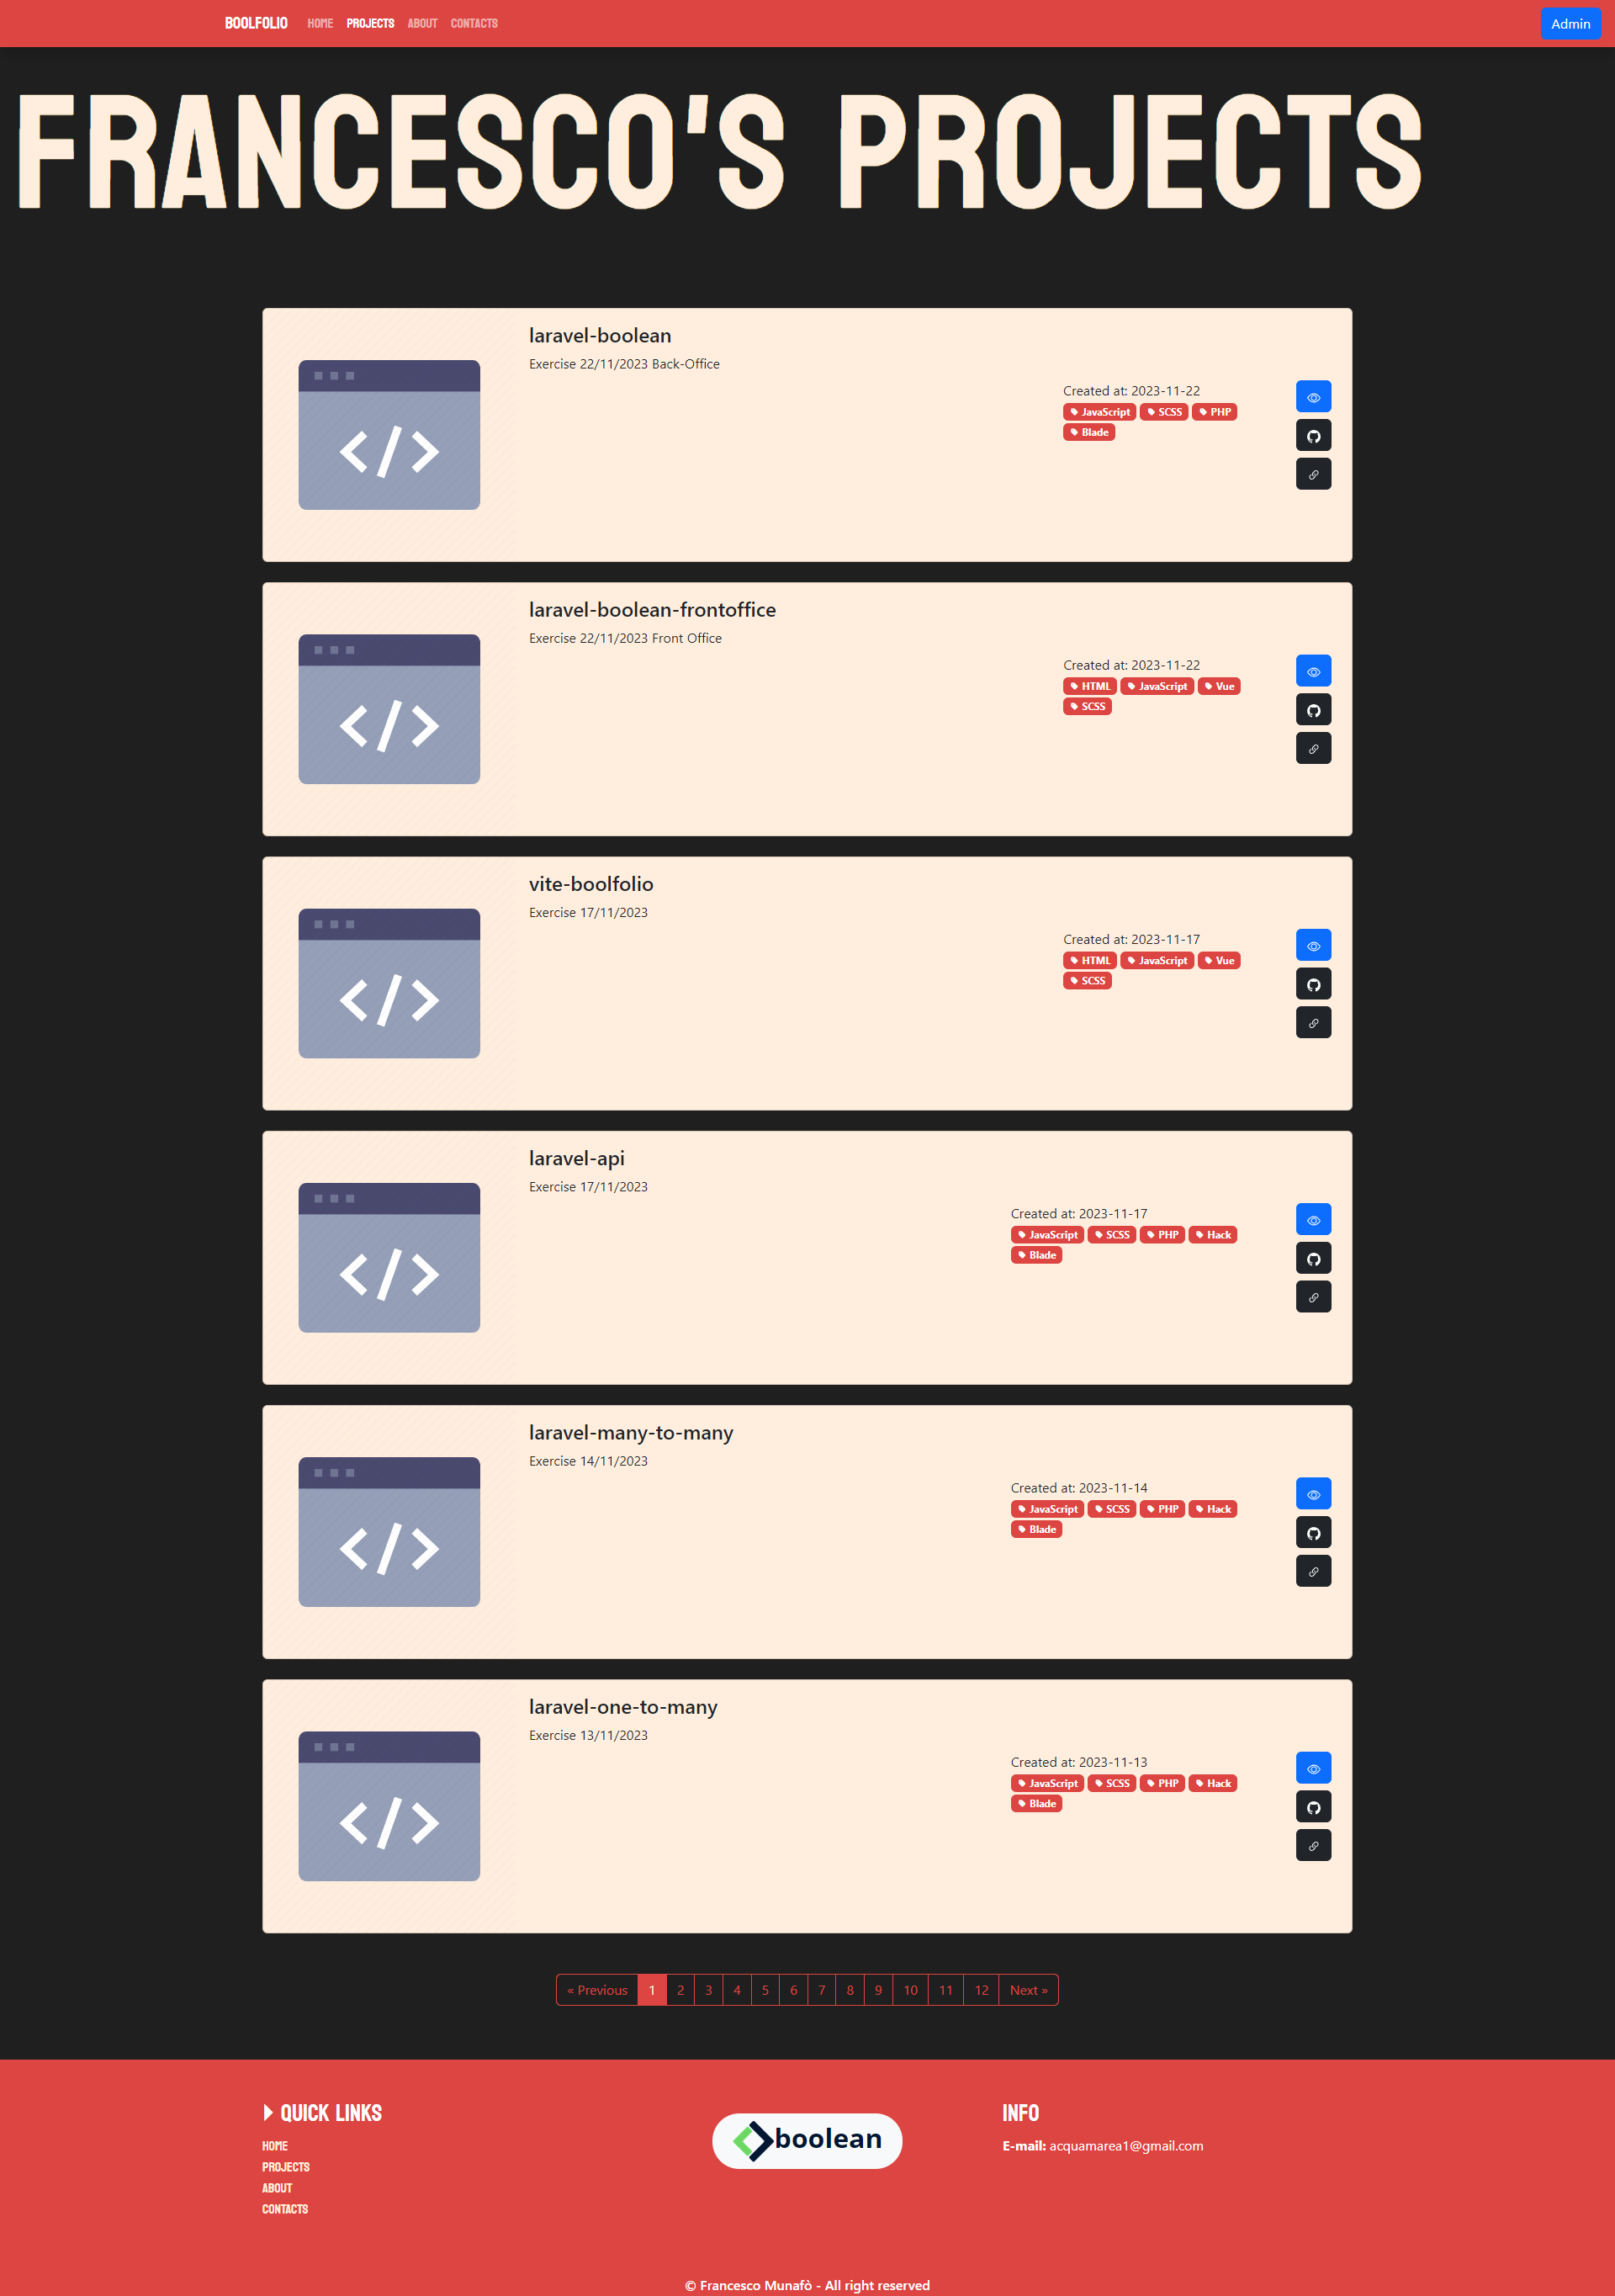 BOOLFOLIO HOME PROJECTS ABOUT CONTACTS Admin
FRANCESCO'S PROJECTS
laravel-boolean
Exercise 22/11/2023 Back-Office
Created at: 2023-11-22
JavaScript SCSS PHP
Blade
</>
laravel-boolean-frontoffice
Exercise 22/11/2023 Front Office
Created at: 2023-11-22
HTML JavaScript Vue
SCSS
</>
vite-boolfolio
Exercise 17/11/2023
Created at: 2023-11-17
HTML JavaScript Vue
SCSS
</>
laravel-api
Exercise 17/11/2023
Created at: 2023-11-17
JavaScript SCSS PHP Hack
Blade
</>
laravel-many-to-many
Exercise 14/11/2023
Created at: 2023-11-14
JavaScript SCSS PHP Hack
Blade
</>
laravel-one-to-many
Exercise 13/11/2023
Created at: 2023-11-13
JavaScript SCSS PHP Hack
Blade
</>
« Previous 1 2 3 4 5 6 7 8 9 10 11 12 Next »
QUICK LINKS
HOME
PROJECTS
ABOUT
CONTACTS
boolean
INFO
E-mail: acquamarea1@gmail.com
© Francesco Munafò - All right reserved